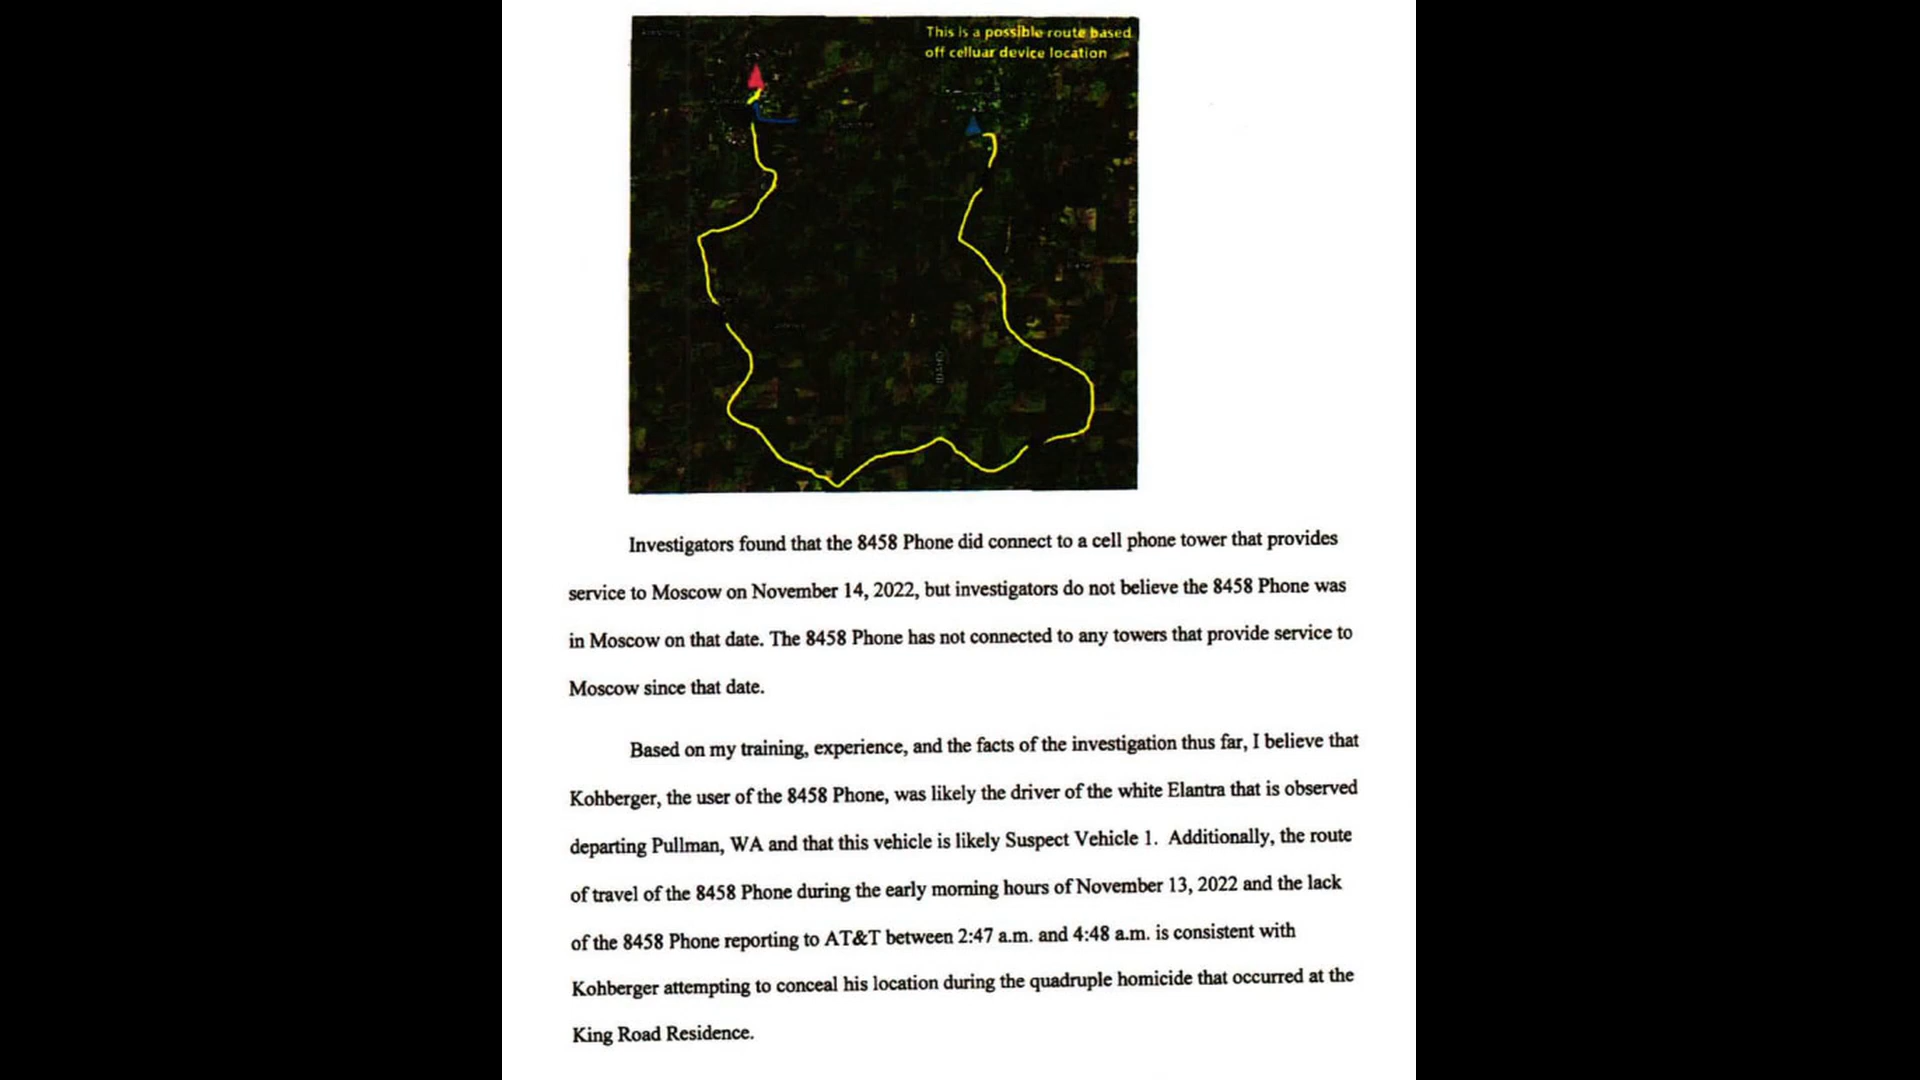 This is a possible route based
off celluar device location
IDAHO
Investigators found that the 8458 Phone did connect to a cell phone tower that provides
service to Moscow on November 14, 2022, but investigators do not believe the 8458 Phone was
in Moscow on that date. The 8458 Phone has not connected to any towers that provide service to
Moscow since that date.
Based on my training, experience, and the facts of the investigation thus far, I believe that
Kohberger, the user of the 8458 Phone, was likely the driver of the white Elantra that is observed
departing Pullman, WA and that this vehicle is likely Suspect Vehicle 1. Additionally, the route
of travel of the 8458 Phone during the early morning hours of November 13, 2022 and the lack
of the 8458 Phone reporting to AT&T between 2:47 a.m. and 4:48 a.m. is consistent with
Kohberger attempting to conceal his location during the quadruple homicide that occurred at the
King Road Residence.